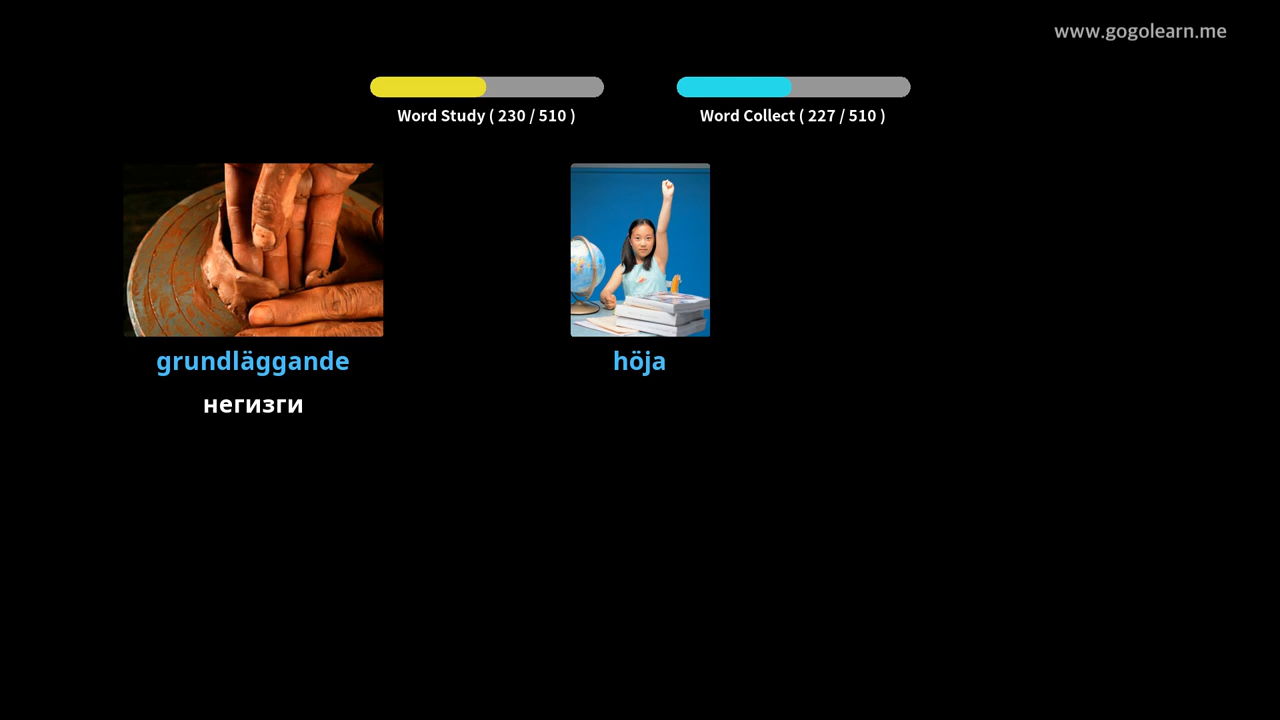 www.gogolearn.me
Word Study ( 230 / 510 )
Word Collect ( 227 / 510 )
grundläggande
höja
негизги